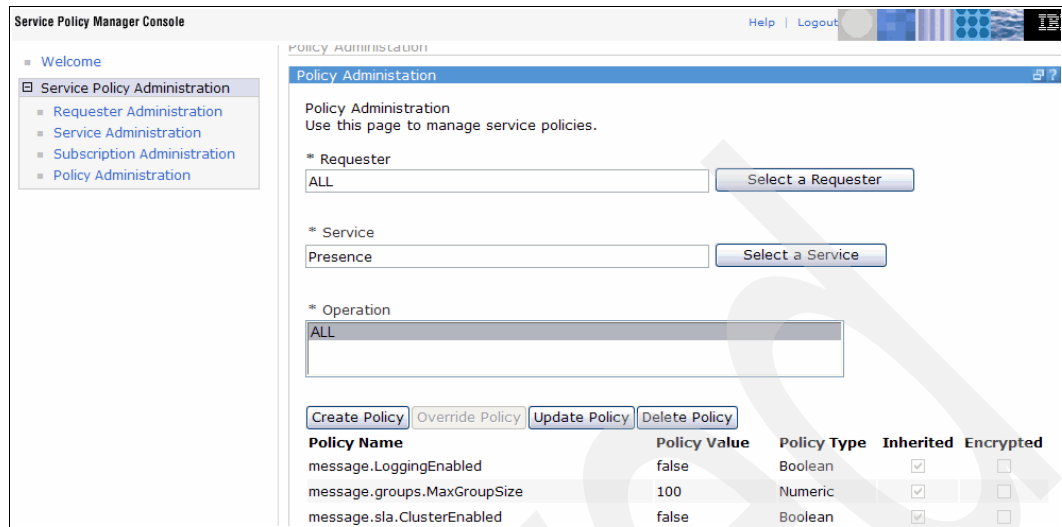 Service Policy Manager Console
Help | Logout
IBM
Welcome
Service Policy Administration
Requester Administration
Service Administration
Subscription Administration
Policy Administration
Policy Administation
Policy Administation
Policy Administration
Use this page to manage service policies.
* Requester
ALL
Select a Requester
* Service
Presence
Select a Service
* Operation
ALL
Create Policy Override Policy Update Policy Delete Policy
Policy Name Policy Value Policy Type Inherited Encrypted
message.LoggingEnabled false Boolean
message.groups.MaxGroupSize 100 Numeric
message.sla.ClusterEnabled false Boolean